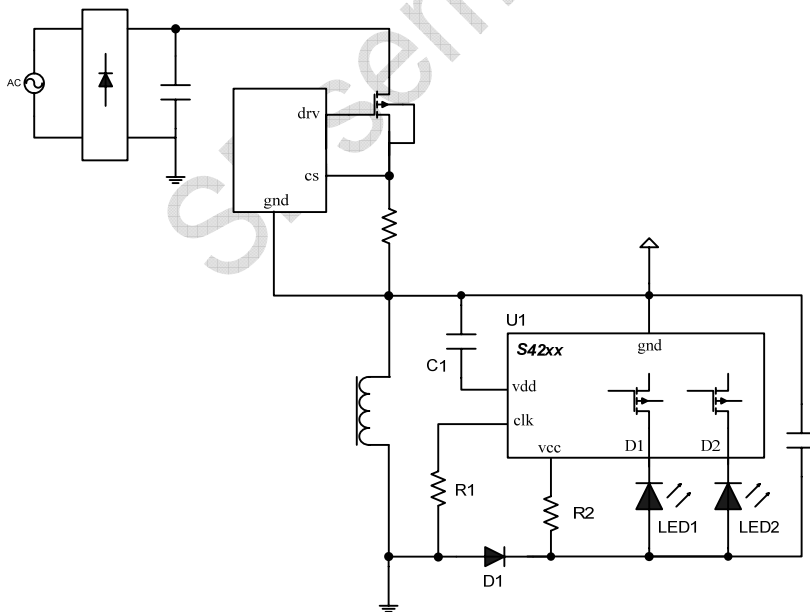 AC
drv
cs
gnd
U1
S42xx
gnd
C1
vdd
clk
vcc
D1
D2
R1
R2
LED1
LED2
D1